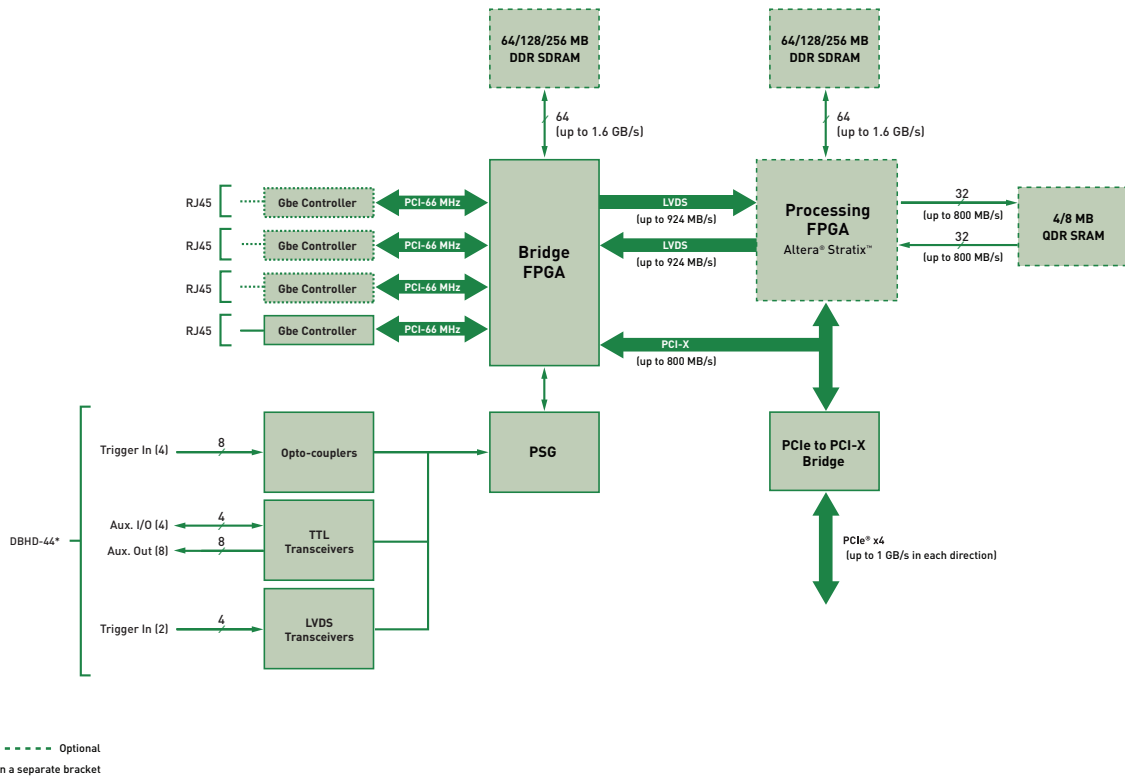 64/128/256 MB
DDR SDRAM
64/128/256 MB
DDR SDRAM
64
(up to 1.6 GB/s)
64
(up to 1.6 GB/s)
RJ45
Gbe Controller
PCI-66 MHz
RJ45
Gbe Controller
PCI-66 MHz
RJ45
Gbe Controller
PCI-66 MHz
RJ45
Gbe Controller
PCI-66 MHz
Bridge
FPGA
LVDS
(up to 924 MB/s)
LVDS
(up to 924 MB/s)
Processing
FPGA
Altera® Stratix™
32
(up to 800 MB/s)
32
(up to 800 MB/s)
4/8 MB
QDR SRAM
PCI-X
(up to 800 MB/s)
DBHD-44*
Trigger In (4)
8
Opto-couplers
PSG
PCIe to PCI-X
Bridge
Aux. I/O (4)
4
Aux. Out (8)
8
TTL
Transceivers
PCIe® x4
(up to 1 GB/s in each direction)
Trigger In (2)
4
LVDS
Transceivers
Optional
n a separate bracket